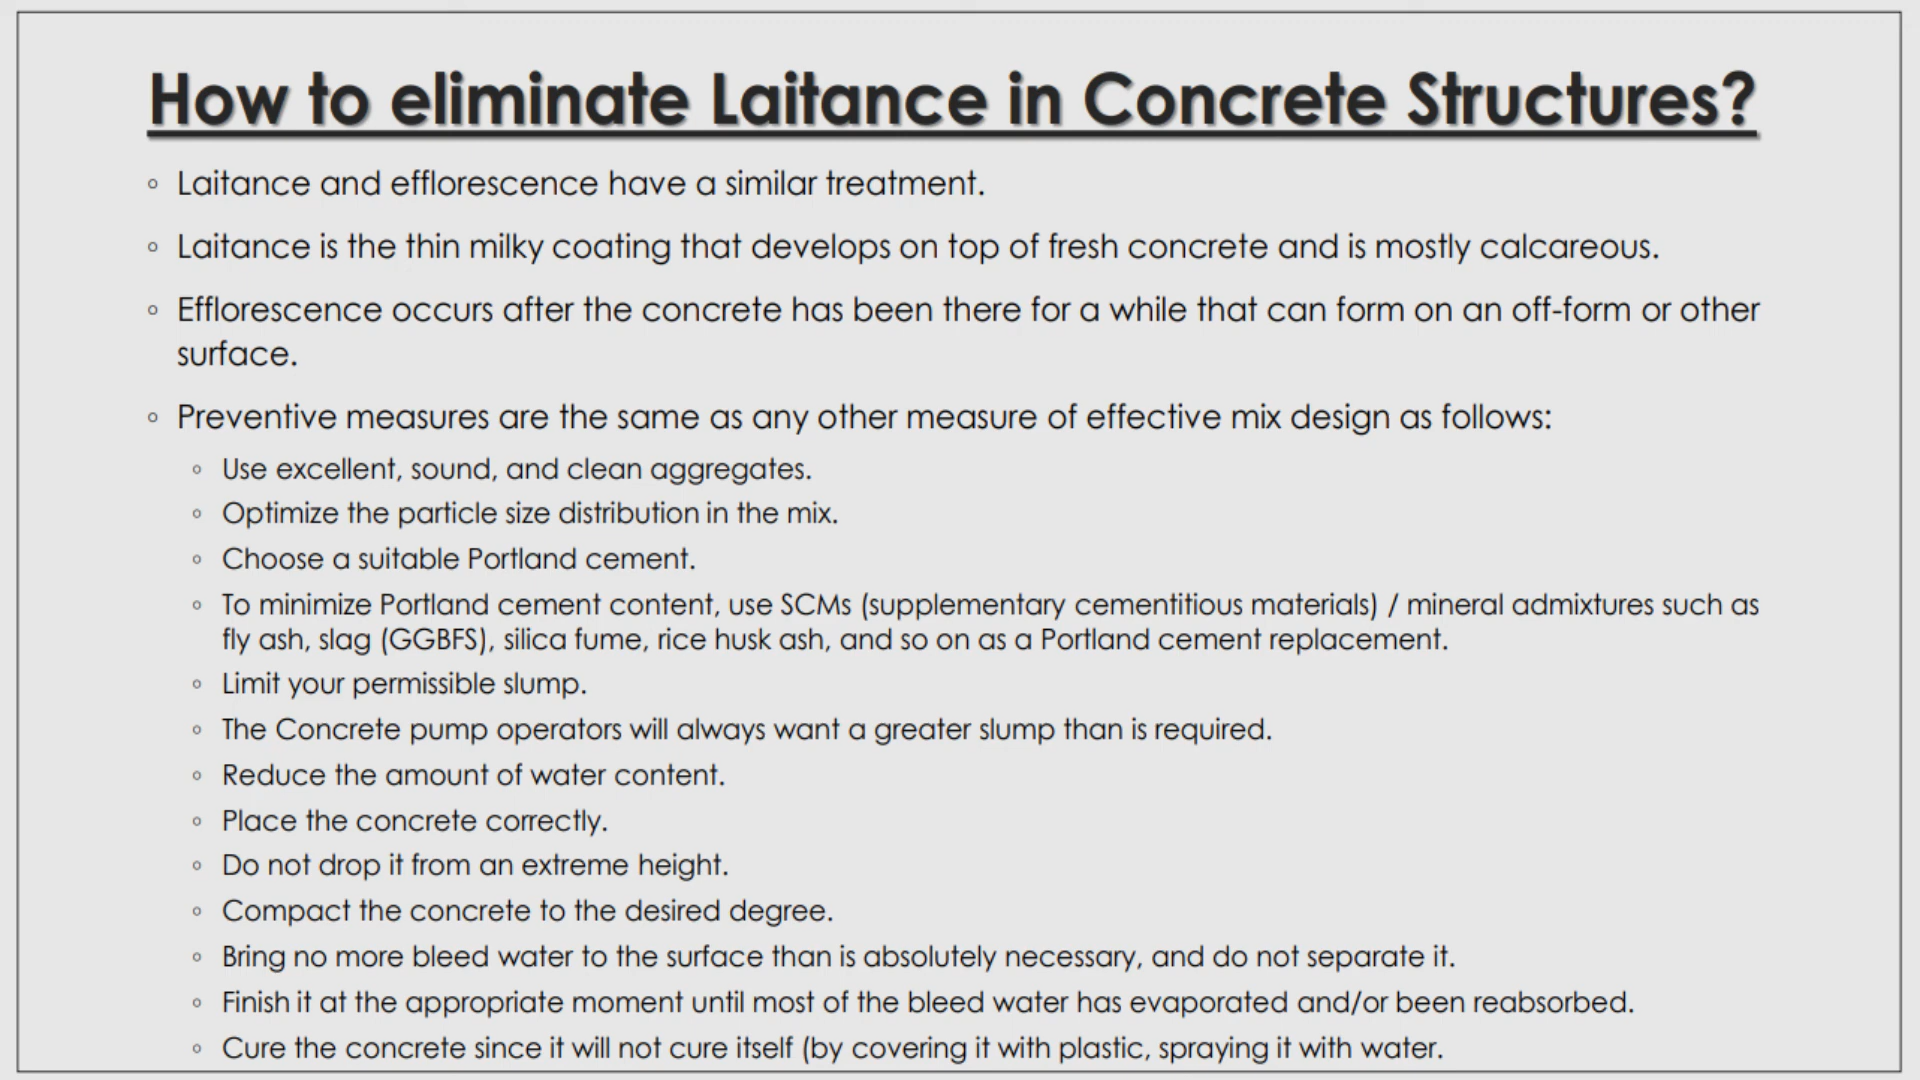 How to eliminate Laitance in Concrete Structures?
◦ Laitance and efflorescence have a similar treatment.
◦ Laitance is the thin milky coating that develops on top of fresh concrete and is mostly calcareous.
◦ Efflorescence occurs after the concrete has been there for a while that can form on an off-form or other
surface.
◦ Preventive measures are the same as any other measure of effective mix design as follows:
◦ Use excellent, sound, and clean aggregates.
◦ Optimize the particle size distribution in the mix.
◦ Choose a suitable Portland cement.
◦ To minimize Portland cement content, use SCMs (supplementary cementitious materials) / mineral admixtures such as
fly ash, slag (GGBFS), silica fume, rice husk ash, and so on as a Portland cement replacement.
◦ Limit your permissible slump.
◦ The Concrete pump operators will always want a greater slump than is required.
◦ Reduce the amount of water content.
◦ Place the concrete correctly.
◦ Do not drop it from an extreme height.
◦ Compact the concrete to the desired degree.
◦ Bring no more bleed water to the surface than is absolutely necessary, and do not separate it.
◦ Finish it at the appropriate moment until most of the bleed water has evaporated and/or been reabsorbed.
◦ Cure the concrete since it will not cure itself (by covering it with plastic, spraying it with water.